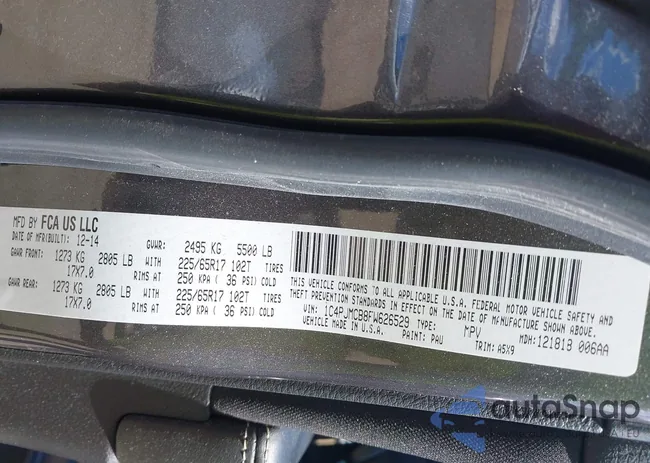 MFD BY FCA US LLC
DATE OF MFR(BUILT): 12-14 GVWR: 2495 KG 5500 LB
GAWR FRONT: 1273 KG 2805 LB WITH 225/65R17 102T TIRES
17X7.0 RIMS AT 250 KPA ( 36 PSI) COLD
GAWR REAR: 1273 KG 2805 LB WITH 225/65R17 102T TIRES
17X7.0 RIMS AT 250 KPA ( 36 PSI) COLD
THIS VEHICLE CONFORMS TO ALL APPLICABLE U.S.A. FEDERAL MOTOR VEHICLE SAFETY AND
THEFT PREVENTION STANDARDS IN EFFECT ON THE DATE OF MANUFACTURE SHOWN ABOVE.
VIN: 1C4PJMCB8FW626529 TYPE: MPV MDH: 121818 006AA
VEHICLE MADE IN U.S.A. PAINT: PAU TRIM: A5X9
autoSnap